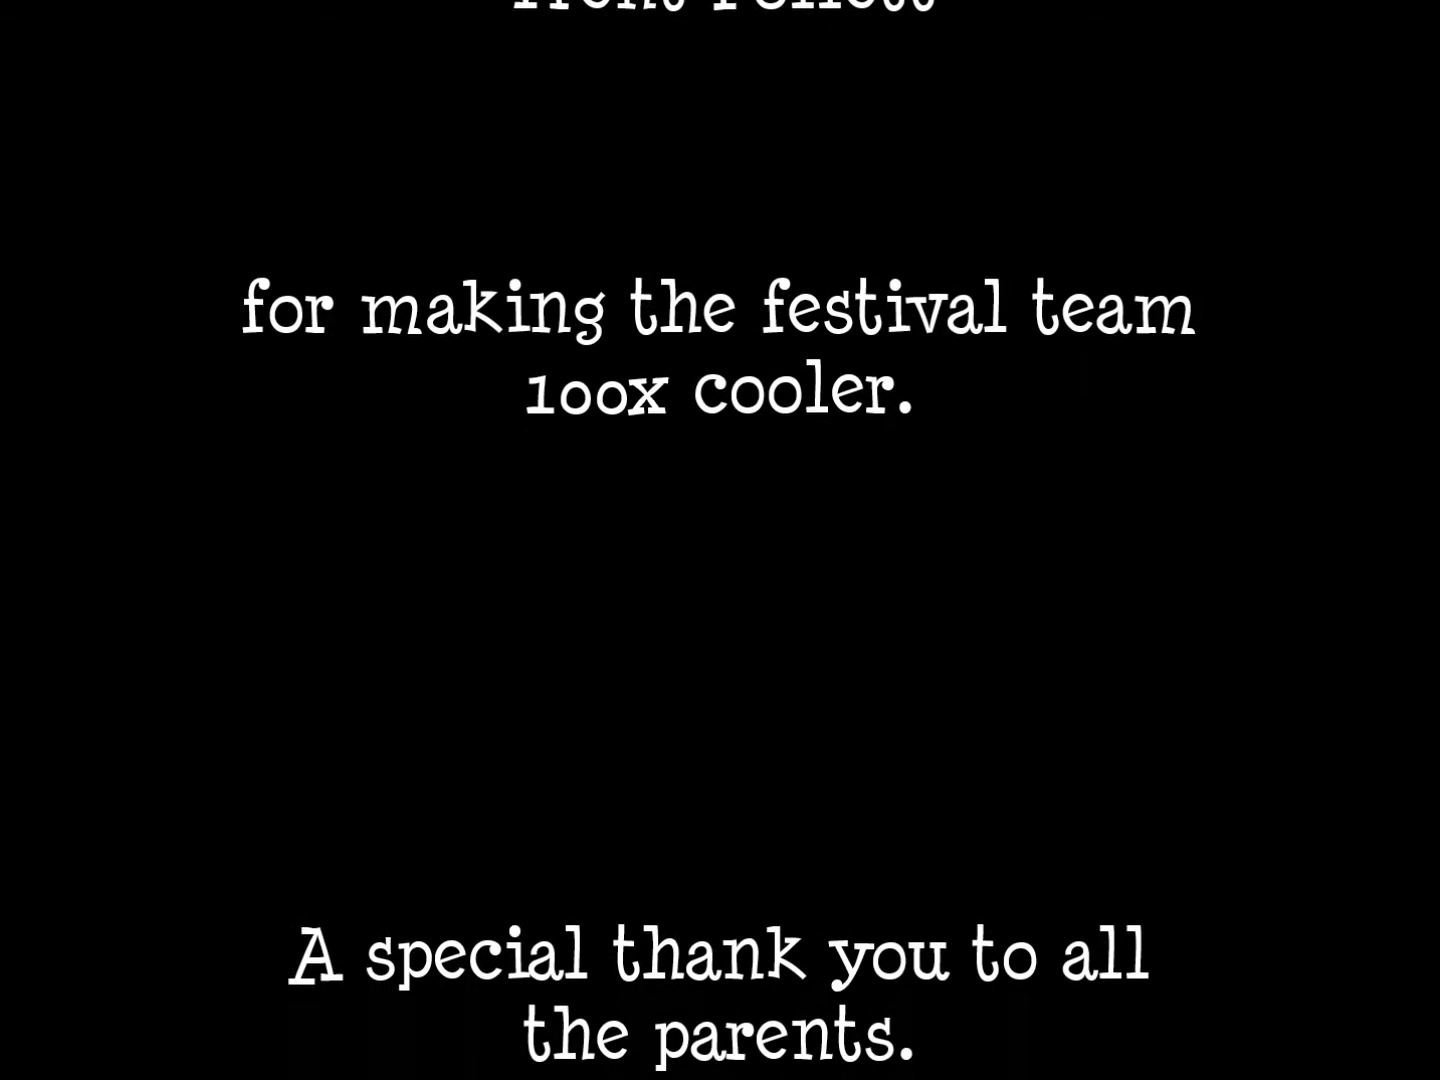 for making the festival team
100x cooler.
A special thank you to all
the parents.